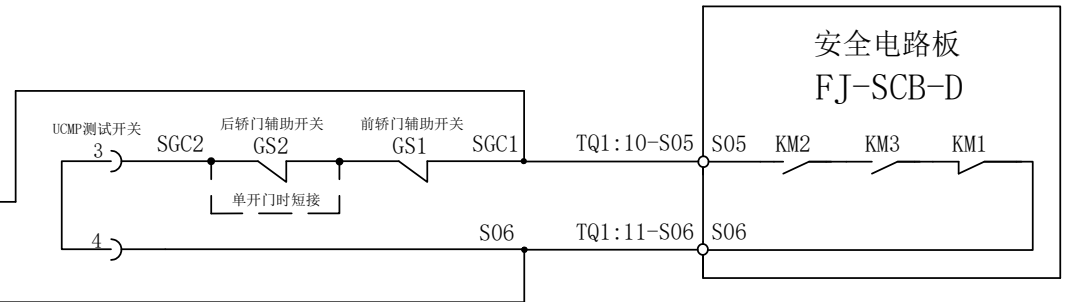 安全电路板
FJ-SCB-D
UCMP测试开关
后轿门辅助开关
前轿门辅助开关
3
SGC2
GS2
GS1
SGC1
TQ1:10-S05
S05
KM2
KM3
KM1
单开门时短接
4
S06
TQ1:11-S06
S06